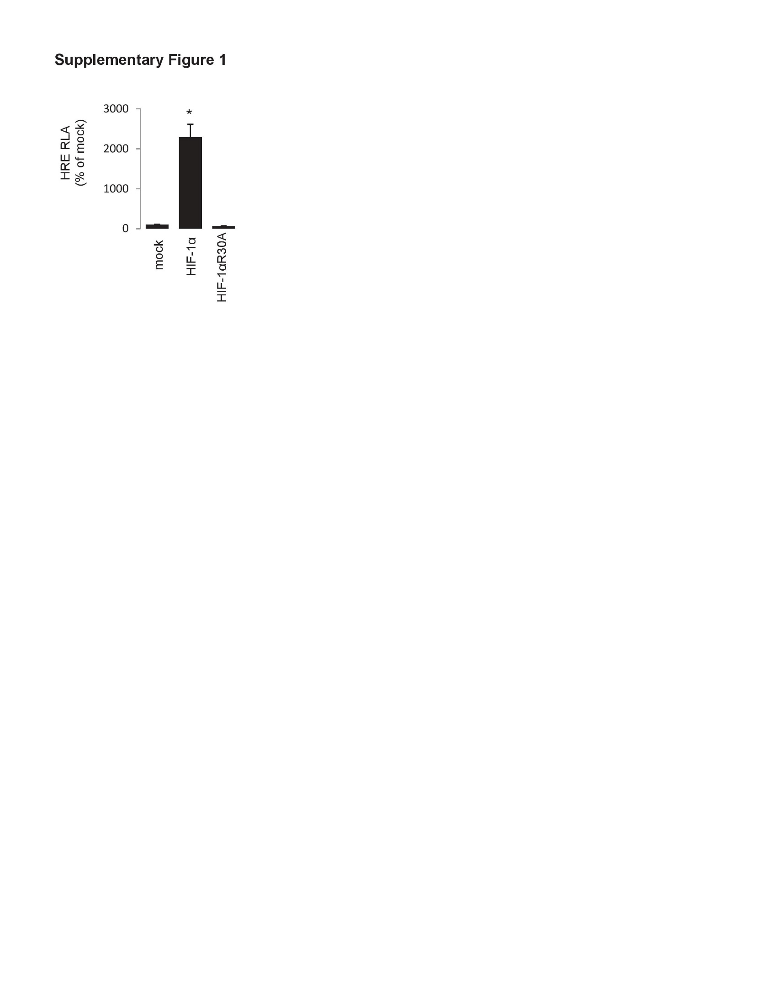 Supplementary Figure 1
HRE RLA
(% of mock)
3000
2000
1000
0
*
mock
HIF-1α
HIF-1αR30A